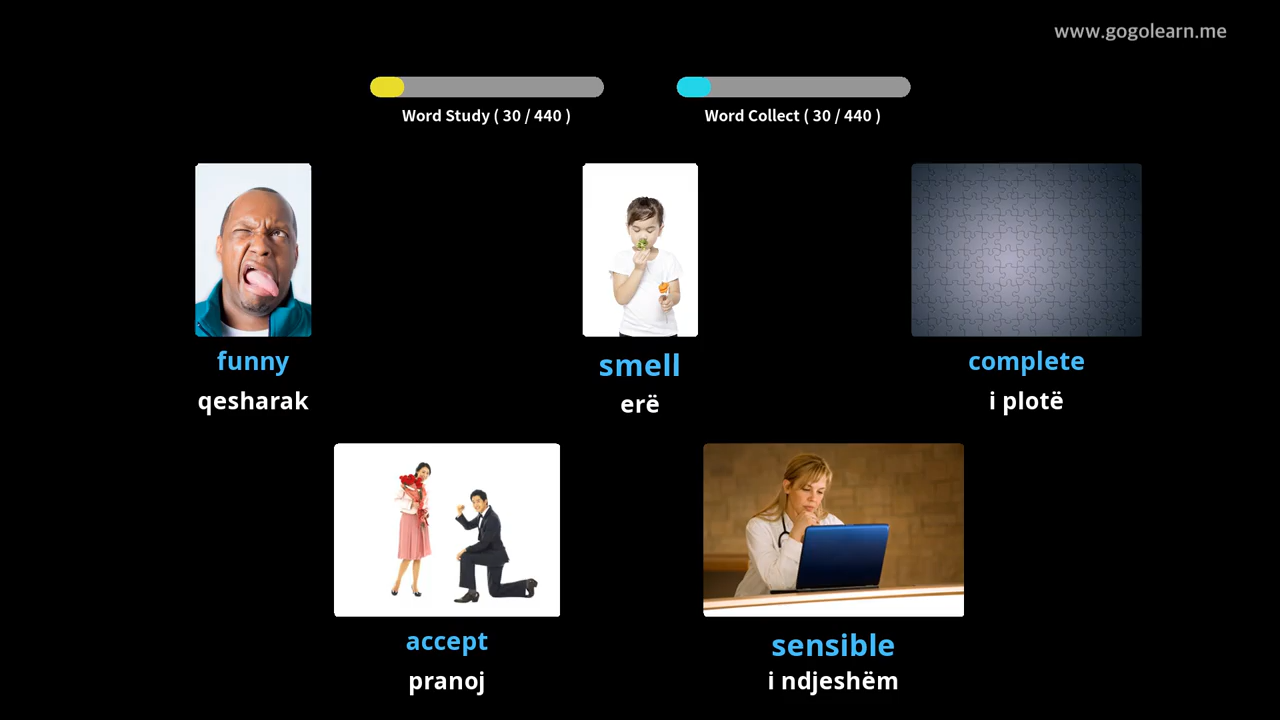 www.gogolearn.me
Word Study ( 30 / 440 )
Word Collect ( 30 / 440 )
funny
qesharak
smell
erë
complete
i plotë
accept
pranoj
sensible
i ndjeshëm